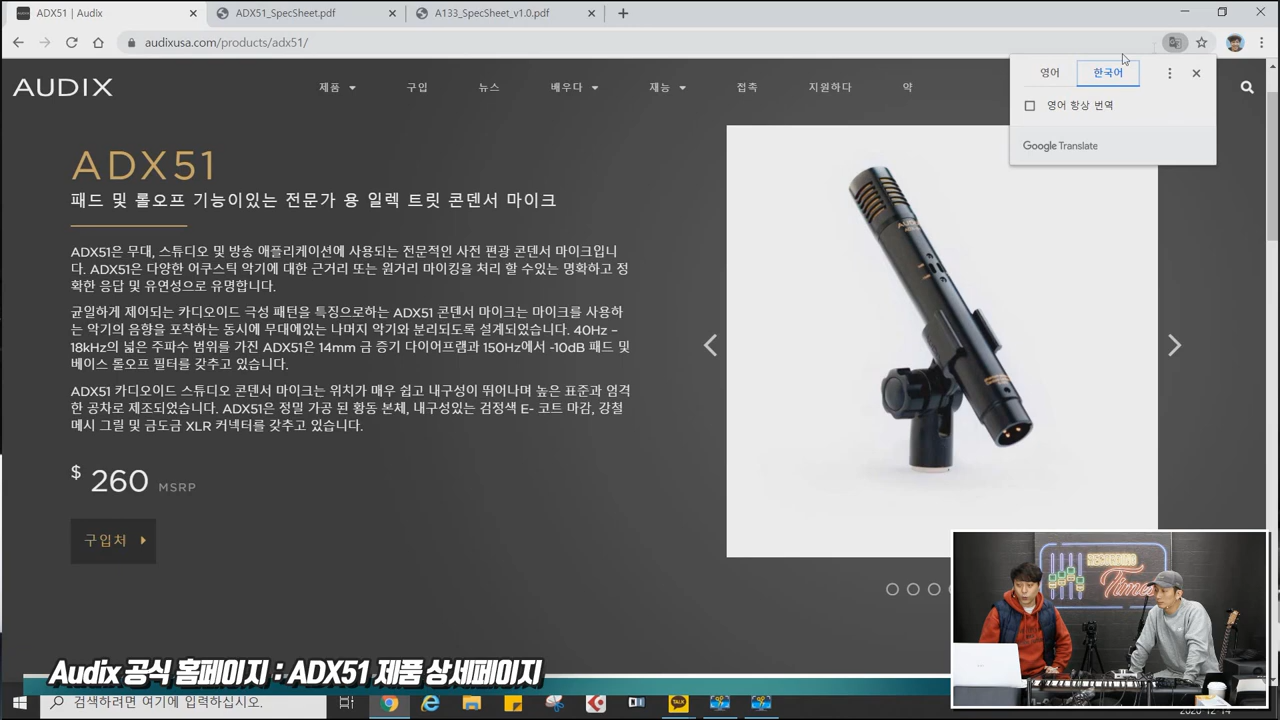 ADX51 | Audix
ADX51_SpecSheet.pdf
A133_SpecSheet_v1.0.pdf
audixusa.com/products/adx51/
영어
한국어
영어 항상 번역
Google Translate
AUDIX
제품
구입
뉴스
배우다
재능
접촉
지원하다
약
ADX51
패드 및 롤오프 기능이있는 전문가 용 일렉 트릿 콘덴서 마이크
ADX51은 무대, 스튜디오 및 방송 애플리케이션에 사용되는 전문적인 사전 편광 콘덴서 마이크입니
다. ADX51은 다양한 어쿠스틱 악기에 대한 근거리 또는 원거리 마이킹을 처리 할 수있는 명확하고 정
확한 응답 및 유연성으로 유명합니다.
균일하게 제어되는 카디오이드 극성 패턴을 특징으로하는 ADX51 콘덴서 마이크는 마이크를 사용하
는 악기의 음향을 포착하는 동시에 무대에있는 나머지 악기와 분리되도록 설계되었습니다. 40Hz –
18kHz의 넓은 주파수 범위를 가진 ADX51은 14mm 금 증기 다이어프램과 150Hz에서 -10dB 패드 및
베이스 롤오프 필터를 갖추고 있습니다.
ADX51 카디오이드 스튜디오 콘덴서 마이크는 위치가 매우 쉽고 내구성이 뛰어나며 높은 표준과 엄격
한 공차로 제조되었습니다. ADX51은 정밀 가공 된 황동 본체, 내구성있는 검정색 E- 코트 마감, 강철
메시 그릴 및 금도금 XLR 커넥터를 갖추고 있습니다.
$ 260 MSRP
구입처
RECORDING
Times
Audix 공식 홈페이지 : ADX51 제품 상세페이지
검색하려면 여기에 입력하십시오.
TALK
2020-12-14